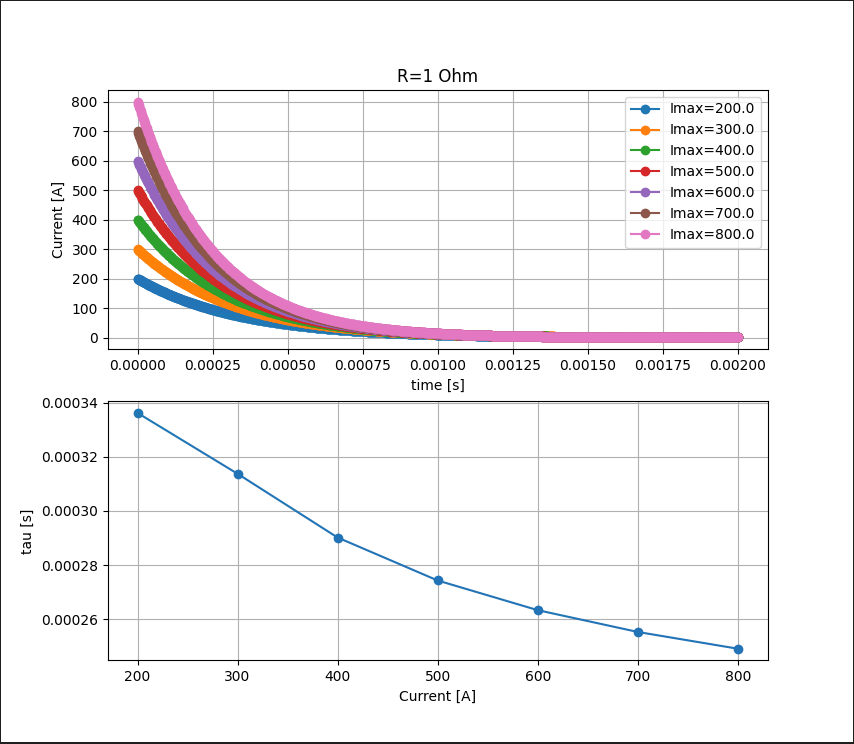 R=1 Ohm
Current [A]
800
700
600
500
400
300
200
100
0
Imax=200.0
Imax=300.0
Imax=400.0
Imax=500.0
Imax=600.0
Imax=700.0
Imax=800.0
0.00000 0.00025 0.00050 0.00075 0.00100 0.00125 0.00150 0.00175 0.00200
time [s]
tau [s]
0.00034
0.00032
0.00030
0.00028
0.00026
200 300 400 500 600 700 800
Current [A]